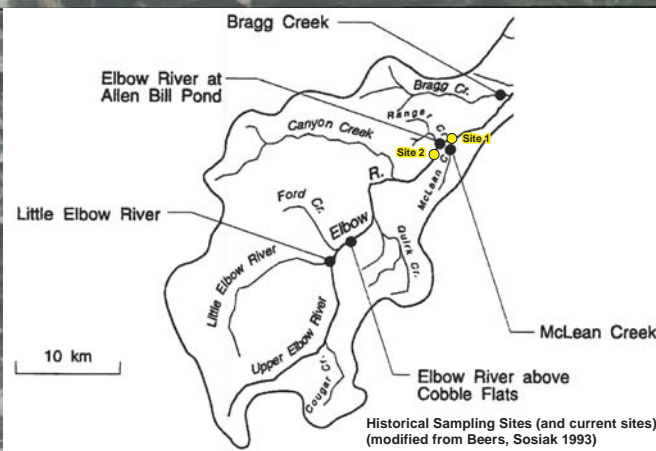 Bragg Creek
Elbow River at
Allen Bill Pond
Bragg Cr.
Ranger Cr.
Site 1
Canyon Creek
Site 2
R.
McLean C
Ford Cr.
Elbow
Little Elbow River
Quirk Cr.
Little Elbow River
McLean Creek
10 km
Upper Elbow River
Cougar Cr.
Elbow River above
Cobble Flats
Historical Sampling Sites (and current sites)
(modified from Beers, Sosiak 1993)